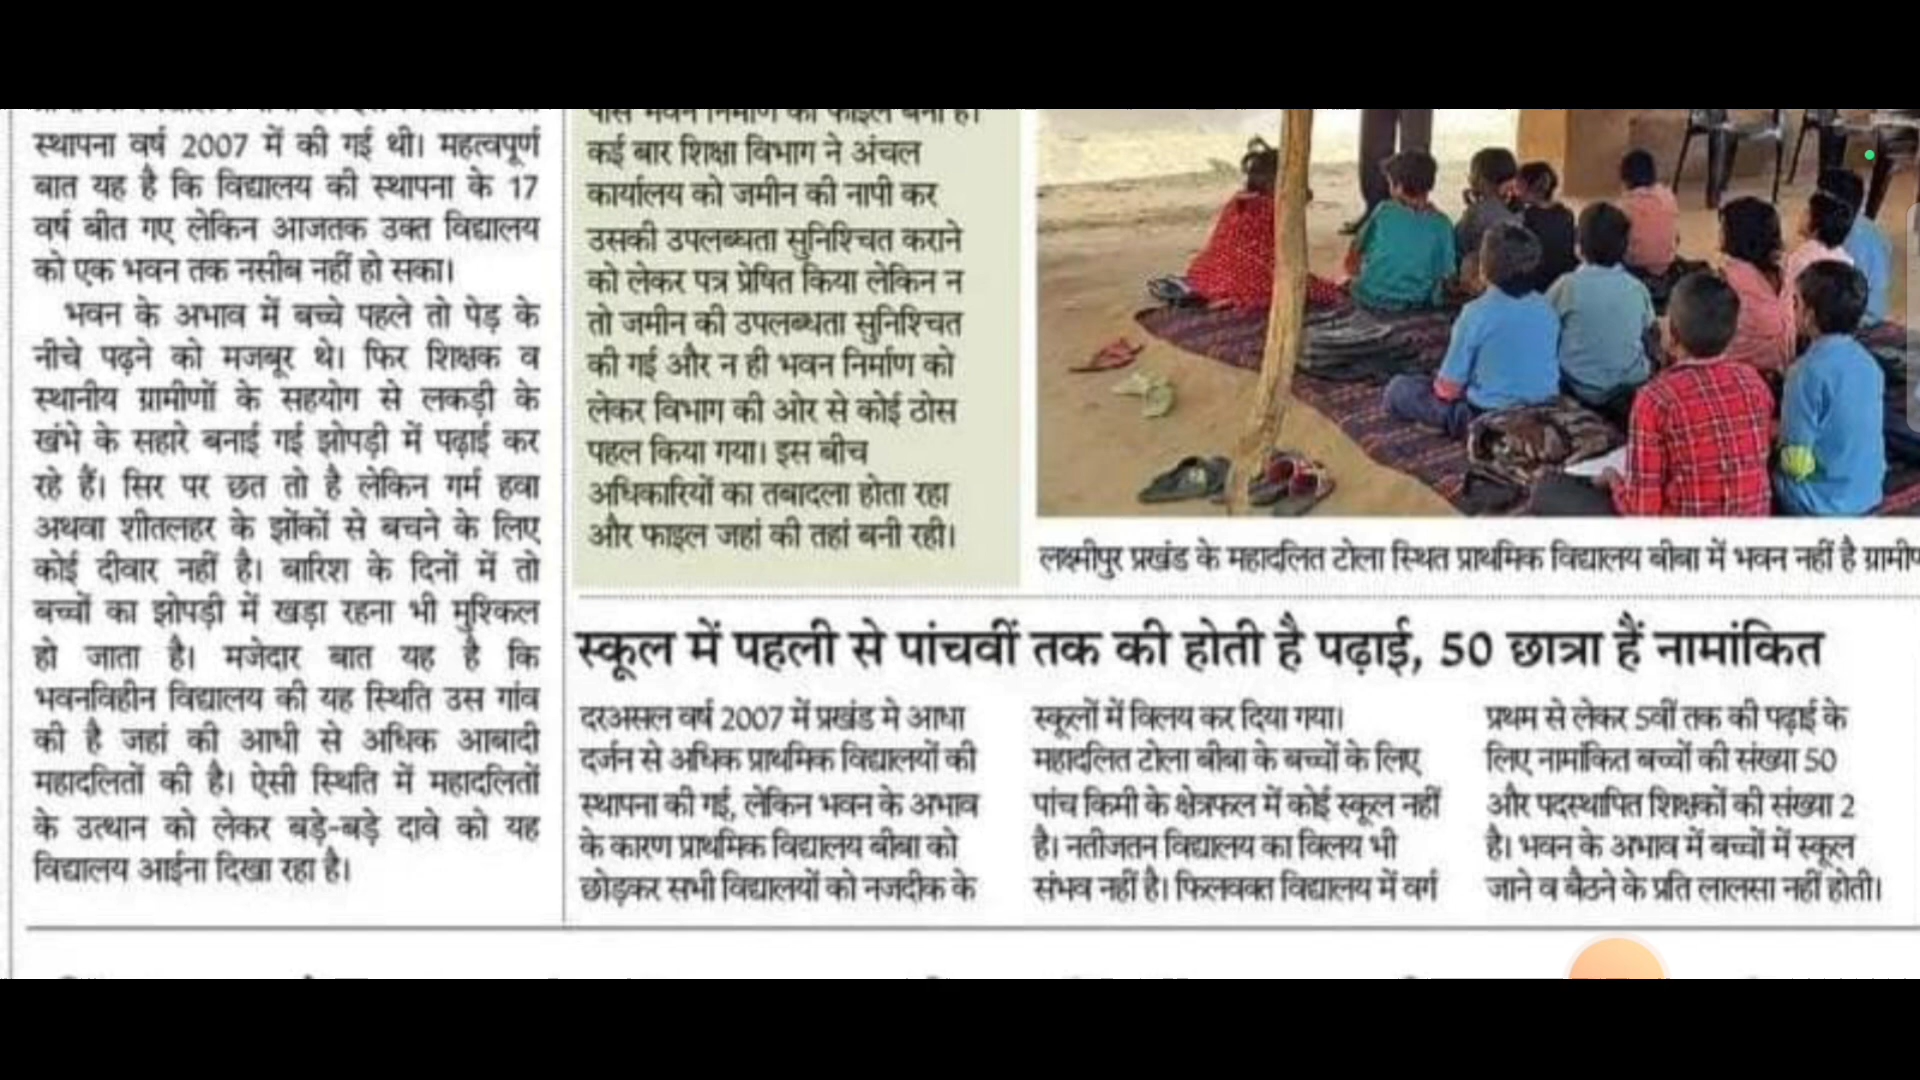 स्थापना वर्ष 2007 में की गई थी। महत्वपूर्ण
बात यह है कि विद्यालय की स्थापना के 17
वर्ष बीत गए लेकिन आजतक उक्त विद्यालय
को एक भवन तक नसीब नहीं हो सका।
भवन के अभाव में बच्चे पहले तो पेड़ के
नीचे पढ़ने को मजबूर थे। फिर शिक्षक व
स्थानीय ग्रामीणों के सहयोग से लकड़ी के
खंभे के सहारे बनाई गई झोपड़ी में पढ़ाई कर
रहे हैं। सिर पर छत तो है लेकिन गर्म हवा
अथवा शीतलहर के झोंकों से बचने के लिए
कोई दीवार नहीं है। बारिश के दिनों में तो
बच्चों का झोपड़ी में खड़ा रहना भी मुश्किल
हो जाता है। मजेदार बात यह है कि
भवनविहीन विद्यालय की यह स्थिति उस गांव
की है जहां की आधी से अधिक आबादी
महादलितों की है। ऐसी स्थिति में महादलितों
के उत्थान को लेकर बड़े-बड़े दावे को यह
विद्यालय आईना दिखा रहा है।
पास भवन निर्माण की फाइल बनी है।
कई बार शिक्षा विभाग ने अंचल
कार्यालय को जमीन की नापी कर
उसकी उपलब्धता सुनिश्चित कराने
को लेकर पत्र प्रेषित किया लेकिन न
तो जमीन की उपलब्धता सुनिश्चित
की गई और न ही भवन निर्माण को
लेकर विभाग की ओर से कोई ठोस
पहल किया गया। इस बीच
अधिकारियों का तबादला होता रहा
और फाइल जहां की तहां बनी रही।
लक्ष्मीपुर प्रखंड के महादलित टोला स्थित प्राथमिक विद्यालय बीबा में भवन नहीं है
स्कूल में पहली से पांचवीं तक की होती है पढ़ाई, 50 छात्रा हैं नामांकित
दरअसल वर्ष 2007 में प्रखंड मे आधा
दर्जन से अधिक प्राथमिक विद्यालयों की
स्थापना की गई, लेकिन भवन के अभाव
के कारण प्राथमिक विद्यालय बीबा को
छोड़कर सभी विद्यालयों को नजदीक के
स्कूलों में विलय कर दिया गया।
महादलित टोला बीबा के बच्चों के लिए
पांच किमी के क्षेत्रफल में कोई स्कूल नहीं
है। नतीजतन विद्यालय का विलय भी
संभव नहीं है। फिलवक्त विद्यालय में वर्ग
प्रथम से लेकर 5वीं तक की पढ़ाई के
लिए नामांकित बच्चों की संख्या 50
और पदस्थापित शिक्षकों की संख्या 2
है। भवन के अभाव में बच्चों में स्कूल
जाने व बैठने के प्रति लालसा नहीं होती।